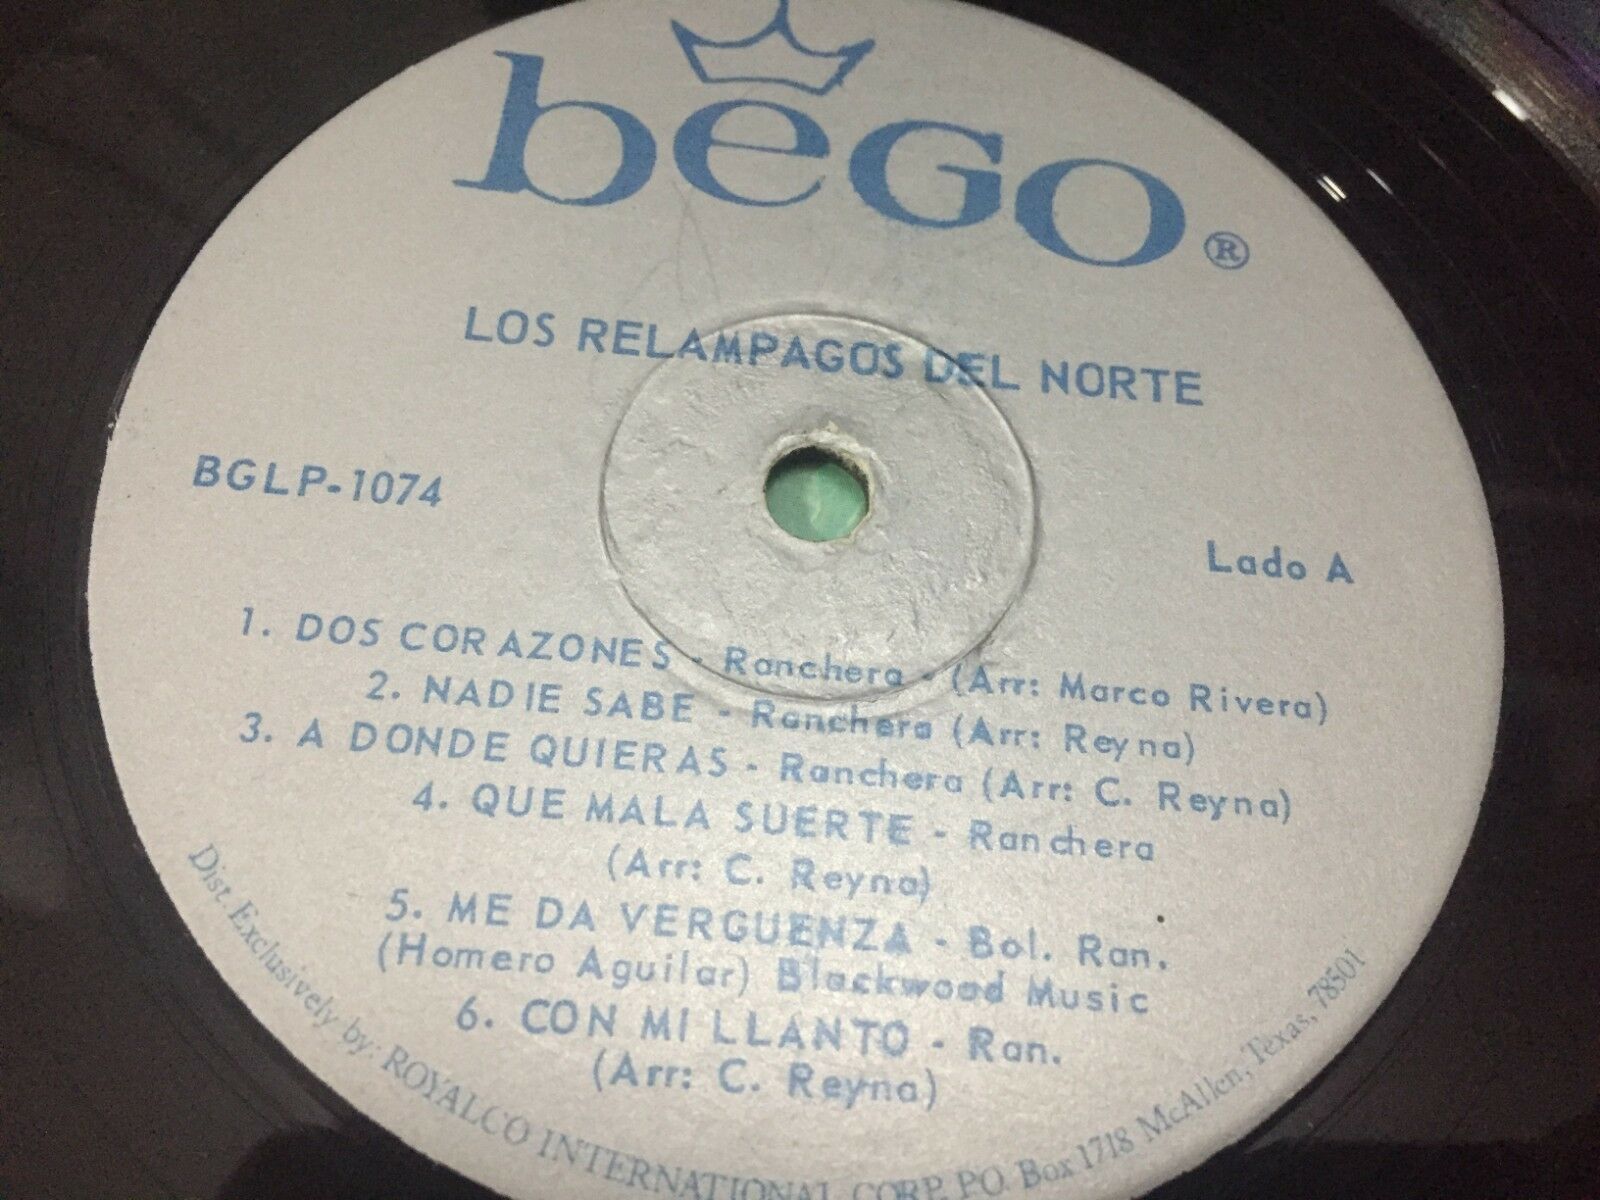 bego ®
LOS RELAMPAGOS DEL NORTE
BGLP-1074
Lado A
1. DOS CORAZONES - Ranchera - (Arr: Marco Rivera)
2. NADIE SABE - Ranchera (Arr: Reyna)
3. A DONDE QUIERAS - Ranchera (Arr: C. Reyna)
4. QUE MALA SUERTE - Ranchera
(Arr: C. Reyna)
5. ME DA VERGUENZA - Bol. Ran.
(Homero Aguilar) Blackwood Music
6. CON MI LLANTO - Ran.
(Arr: C. Reyna)
Dist. Exclusively by: ROYALCO INTERNATIONAL CORP. P.O. Box 1718 McAllen, Texas, 78501